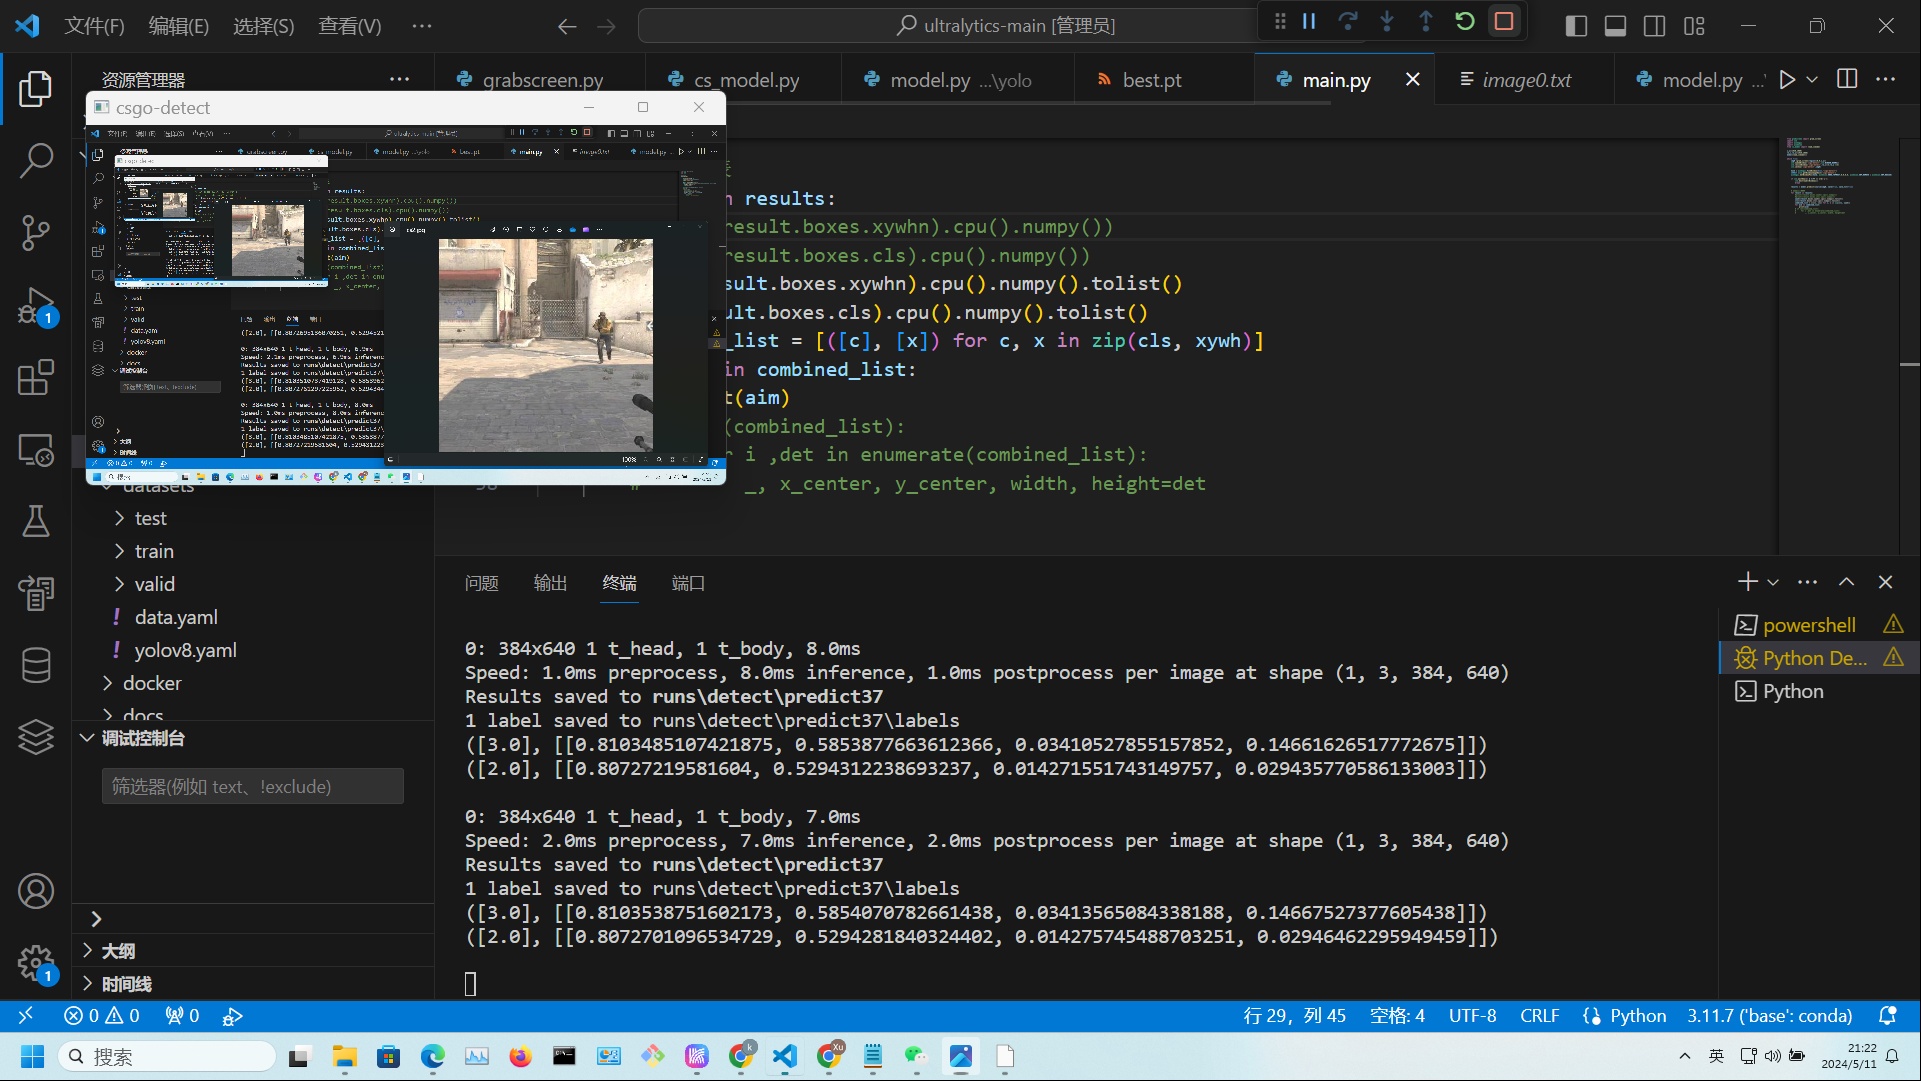 文件(F) 编辑(E) 选择(S) 查看(V) ···
ultralytics-main [管理员]
资源管理器 ···
grabscreen.py cs_model.py model.py ...\yolo best.pt main.py image0.txt model.py ...
csgo-detect
n results:
result.boxes.xywhn).cpu().numpy())
result.boxes.cls).cpu().numpy())
ult.boxes.xywhn).cpu().numpy().tolist()
ult.boxes.cls).cpu().numpy().tolist()
_list = [([c], [x]) for c, x in zip(cls, xywh)]
in combined_list:
t(aim)
(combined_list):
r i ,det in enumerate(combined_list):
# _, x_center, y_center, width, height=det
datasets
test
train
valid
! data.yaml
! yolov8.yaml
docker
docs
调试控制台
筛选器(例如 text、!exclude)
大纲
时间线
问题 输出 终端 端口
0: 384x640 1 t_head, 1 t_body, 8.0ms
Speed: 1.0ms preprocess, 8.0ms inference, 1.0ms postprocess per image at shape (1, 3, 384, 640)
Results saved to runs\detect\predict37
1 label saved to runs\detect\predict37\labels
([3.0], [[0.8103485107421875, 0.5853877663612366, 0.03410527855157852, 0.14661626517772675]])
([2.0], [[0.80727219581604, 0.5294312238693237, 0.014271551743149757, 0.029435770586133003]])
0: 384x640 1 t_head, 1 t_body, 7.0ms
Speed: 2.0ms preprocess, 7.0ms inference, 2.0ms postprocess per image at shape (1, 3, 384, 640)
Results saved to runs\detect\predict37
1 label saved to runs\detect\predict37\labels
([3.0], [[0.8103538751602173, 0.5854070782661438, 0.03413565084338188, 0.14667527377605438]])
([2.0], [[0.8072701096534729, 0.5294281840324402, 0.014275745488703251, 0.02946462295949459]])
powershell
Python De...
Python
0 0 0 行 29，列 45 空格: 4 UTF-8 CRLF Python 3.11.7 ('base': conda)
搜索
英
21:22
2024/5/11